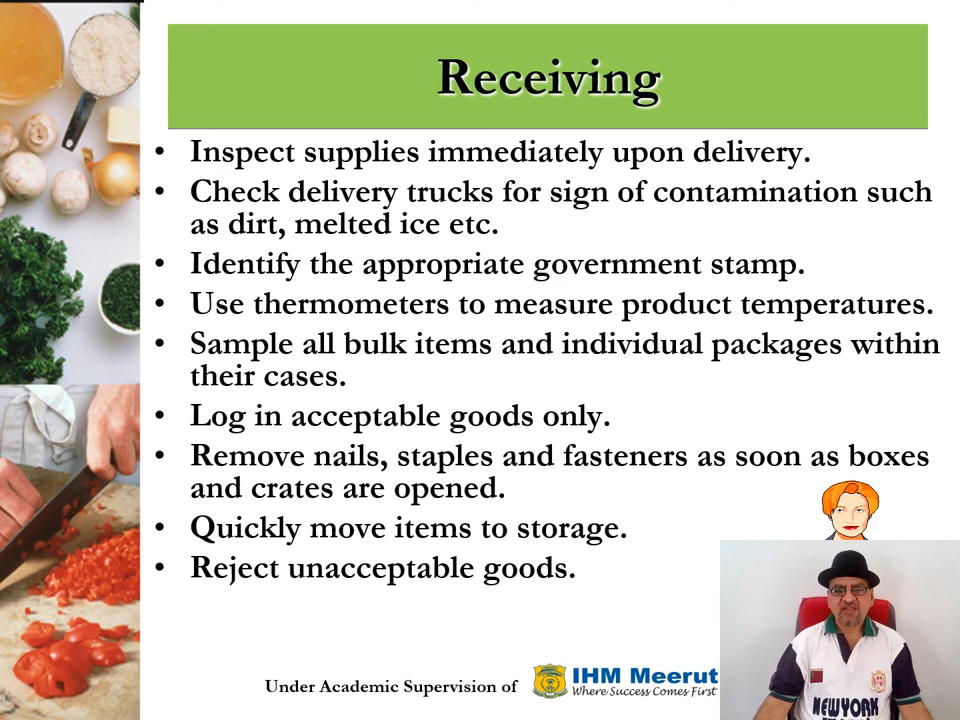 Receiving
• Inspect supplies immediately upon delivery.
• Check delivery trucks for sign of contamination such
as dirt, melted ice etc.
• Identify the appropriate government stamp.
• Use thermometers to measure product temperatures.
• Sample all bulk items and individual packages within
their cases.
• Log in acceptable goods only.
• Remove nails, staples and fasteners as soon as boxes
and crates are opened.
• Quickly move items to storage.
• Reject unacceptable goods.
Under Academic Supervision of
IHM Meerut
Where Success Comes First
NEWYORK